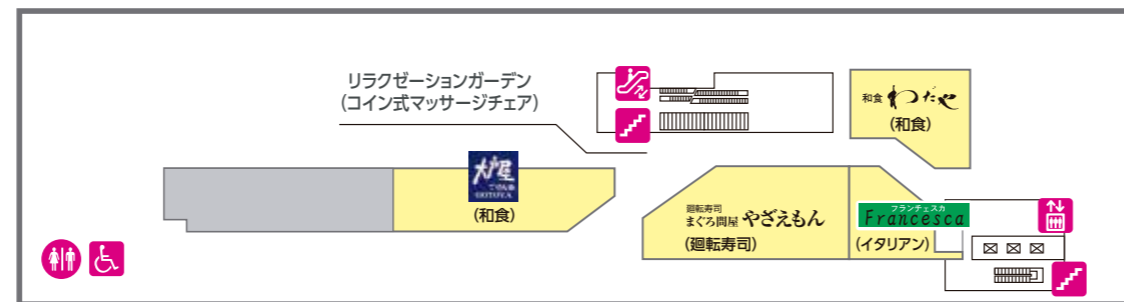 リラクゼーションガーデン
（コイン式マッサージチェア）
和食 わだや
（和食）
大戸屋
ごはん処
OOTOYA
（和食）
廻転寿司
まぐろ問屋 やざえもん
（廻転寿司）
フランチェスカ
Francesca
（イタリアン）